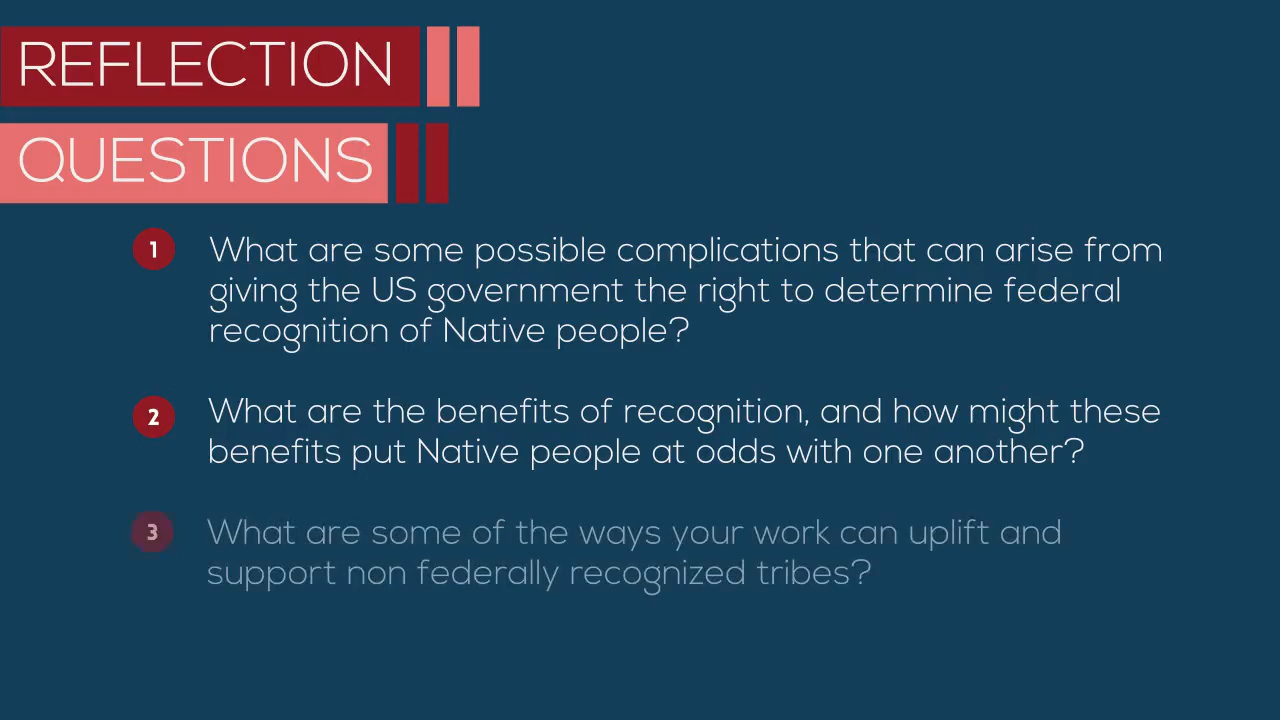 REFLECTION
QUESTIONS
1 What are some possible complications that can arise from
giving the US government the right to determine federal
recognition of Native people?
2 What are the benefits of recognition, and how might these
benefits put Native people at odds with one another?
3 What are some of the ways your work can uplift and
support non federally recognized tribes?